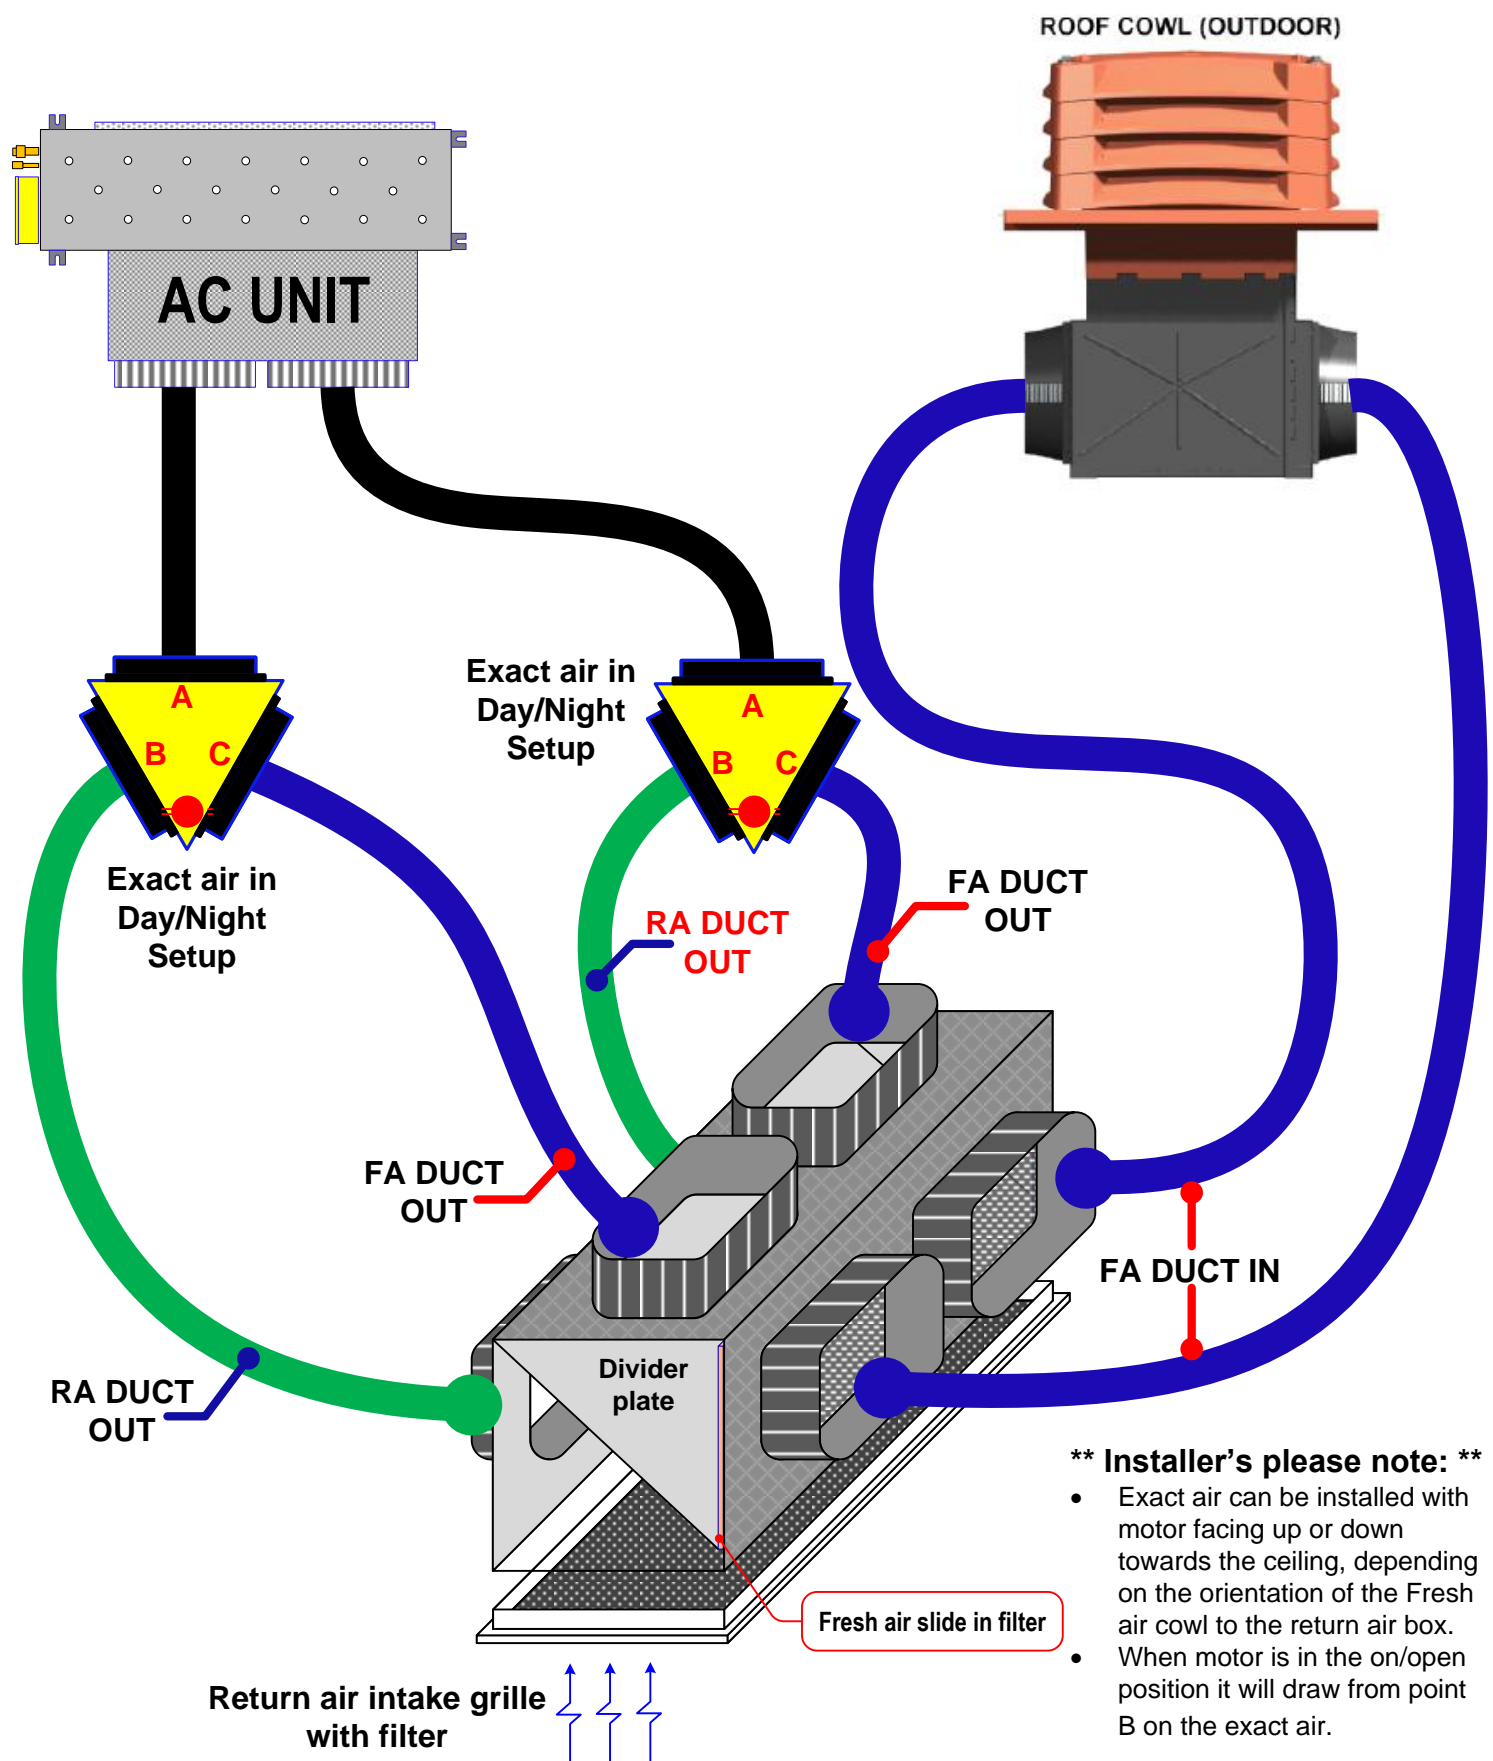 ROOF COWL (OUTDOOR)
AC UNIT
A
B C
Exact air in
Day/Night
Setup
Exact air in
Day/Night
Setup
A
B C
RA DUCT
OUT
FA DUCT
OUT
FA DUCT
OUT
FA DUCT IN
RA DUCT
OUT
Divider
plate
Fresh air slide in filter
Return air intake grille
with filter
** Installer's please note: **
• Exact air can be installed with
motor facing up or down
towards the ceiling, depending
on the orientation of the Fresh
air cowl to the return air box.
• When motor is in the on/open
position it will draw from point
B on the exact air.